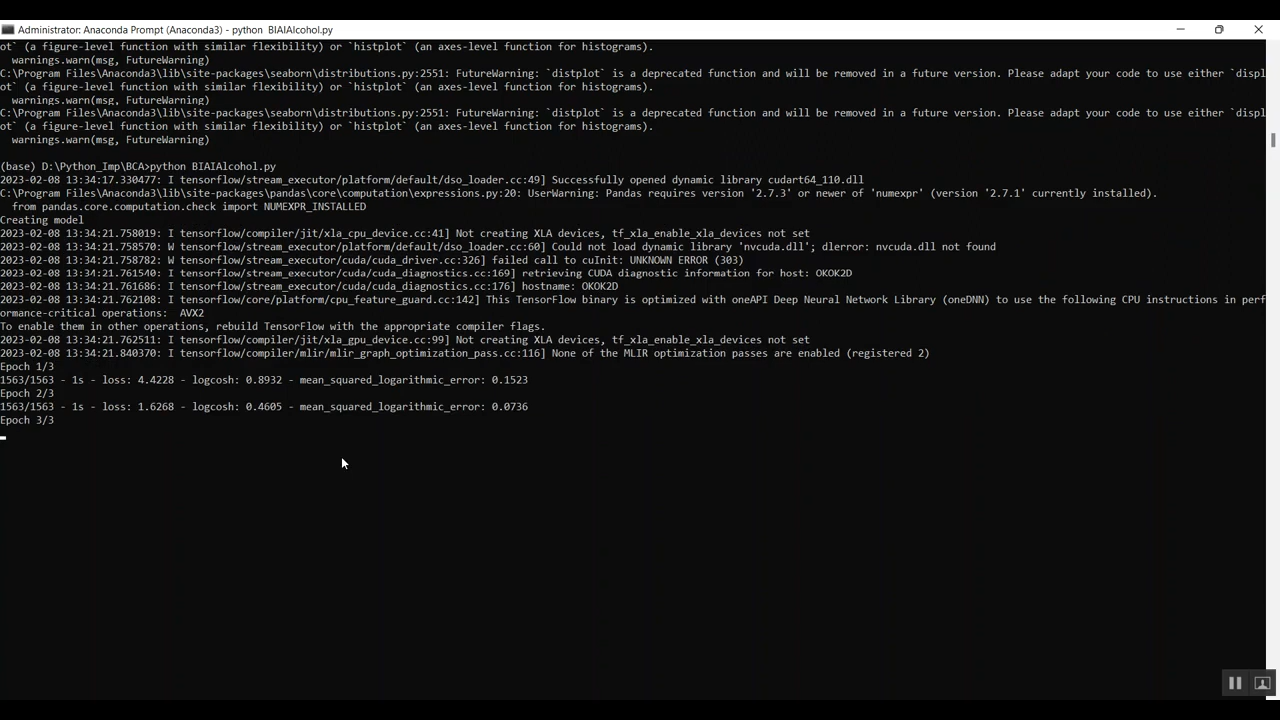 Administrator: Anaconda Prompt (Anaconda3) - python  BIAIAlcohol.py
ot` (a figure-level function with similar flexibility) or `histplot` (an axes-level function for histograms).
  warnings.warn(msg, FutureWarning)
C:\Program Files\Anaconda3\lib\site-packages\seaborn\distributions.py:2551: FutureWarning: `distplot` is a deprecated function and will be removed in a future version. Please adapt your code to use either `displ
ot` (a figure-level function with similar flexibility) or `histplot` (an axes-level function for histograms).
  warnings.warn(msg, FutureWarning)
C:\Program Files\Anaconda3\lib\site-packages\seaborn\distributions.py:2551: FutureWarning: `distplot` is a deprecated function and will be removed in a future version. Please adapt your code to use either `displ
ot` (a figure-level function with similar flexibility) or `histplot` (an axes-level function for histograms).
  warnings.warn(msg, FutureWarning)
(base) D:\Python_Imp\BCA>python BIAIAlcohol.py
2023-02-08 13:34:17.330477: I tensorflow/stream_executor/platform/default/dso_loader.cc:49] Successfully opened dynamic library cudart64_110.dll
C:\Program Files\Anaconda3\lib\site-packages\pandas\core\computation\expressions.py:20: UserWarning: Pandas requires version '2.7.3' or newer of 'numexpr' (version '2.7.1' currently installed).
  from pandas.core.computation.check import NUMEXPR_INSTALLED
Creating model
2023-02-08 13:34:21.758019: I tensorflow/compiler/jit/xla_cpu_device.cc:41] Not creating XLA devices, tf_xla_enable_xla_devices not set
2023-02-08 13:34:21.758570: W tensorflow/stream_executor/platform/default/dso_loader.cc:60] Could not load dynamic library 'nvcuda.dll'; dlerror: nvcuda.dll not found
2023-02-08 13:34:21.758782: W tensorflow/stream_executor/cuda/cuda_driver.cc:326] failed call to cuInit: UNKNOWN ERROR (303)
2023-02-08 13:34:21.761540: I tensorflow/stream_executor/cuda/cuda_diagnostics.cc:169] retrieving CUDA diagnostic information for host: OKOK2D
2023-02-08 13:34:21.761686: I tensorflow/stream_executor/cuda/cuda_diagnostics.cc:176] hostname: OKOK2D
2023-02-08 13:34:21.762108: I tensorflow/core/platform/cpu_feature_guard.cc:142] This TensorFlow binary is optimized with oneAPI Deep Neural Network Library (oneDNN) to use the following CPU instructions in perf
ormance-critical operations:  AVX2
To enable them in other operations, rebuild TensorFlow with the appropriate compiler flags.
2023-02-08 13:34:21.762511: I tensorflow/compiler/jit/xla_gpu_device.cc:99] Not creating XLA devices, tf_xla_enable_xla_devices not set
2023-02-08 13:34:21.840370: I tensorflow/compiler/mlir/mlir_graph_optimization_pass.cc:116] None of the MLIR optimization passes are enabled (registered 2)
Epoch 1/3
1563/1563 - 1s - loss: 4.4228 - logcosh: 0.8932 - mean_squared_logarithmic_error: 0.1523
Epoch 2/3
1563/1563 - 1s - loss: 1.6268 - logcosh: 0.4605 - mean_squared_logarithmic_error: 0.0736
Epoch 3/3